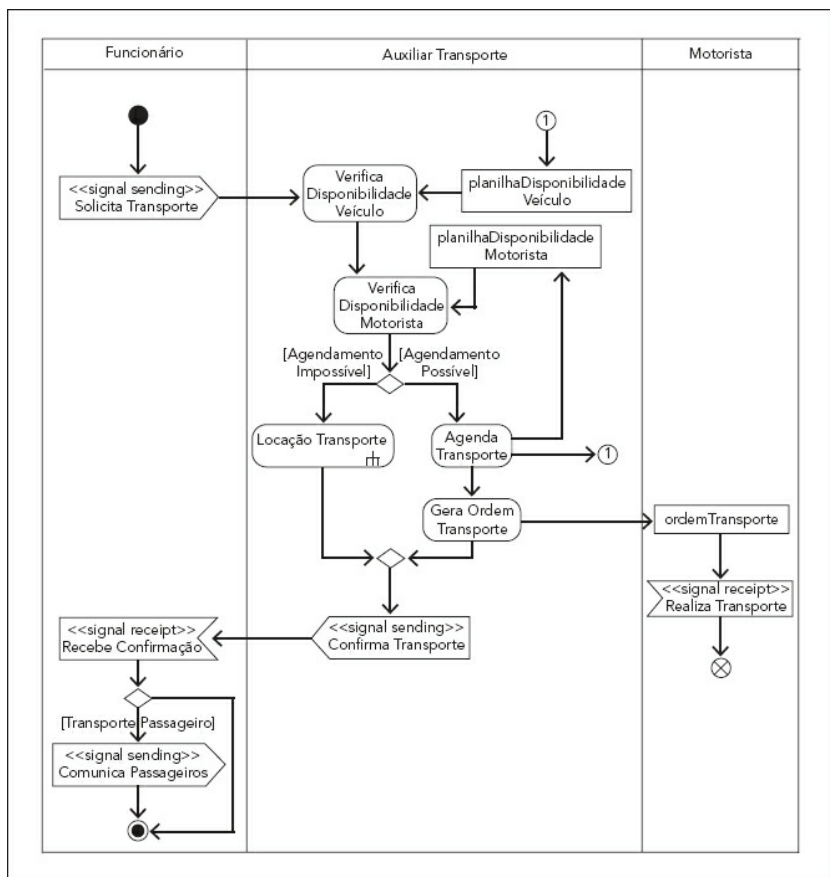 Funcionário
Auxiliar Transporte
Motorista
1
<<signal sending>>
Solicita Transporte
Verifica
Disponibilidade
Veículo
planilhaDisponibilidade
Veículo
planilhaDisponibilidade
Motorista
Verifica
Disponibilidade
Motorista
[Agendamento
Impossível]
[Agendamento
Possível]
Locação Transporte
Agenda
Transporte
1
Gera Ordem
Transporte
ordemTransporte
<<signal receipt>>
Realiza Transporte
<<signal sending>>
Confirma Transporte
<<signal receipt>>
Recebe Confirmação
[Transporte Passageiro]
<<signal sending>>
Comunica Passageiros